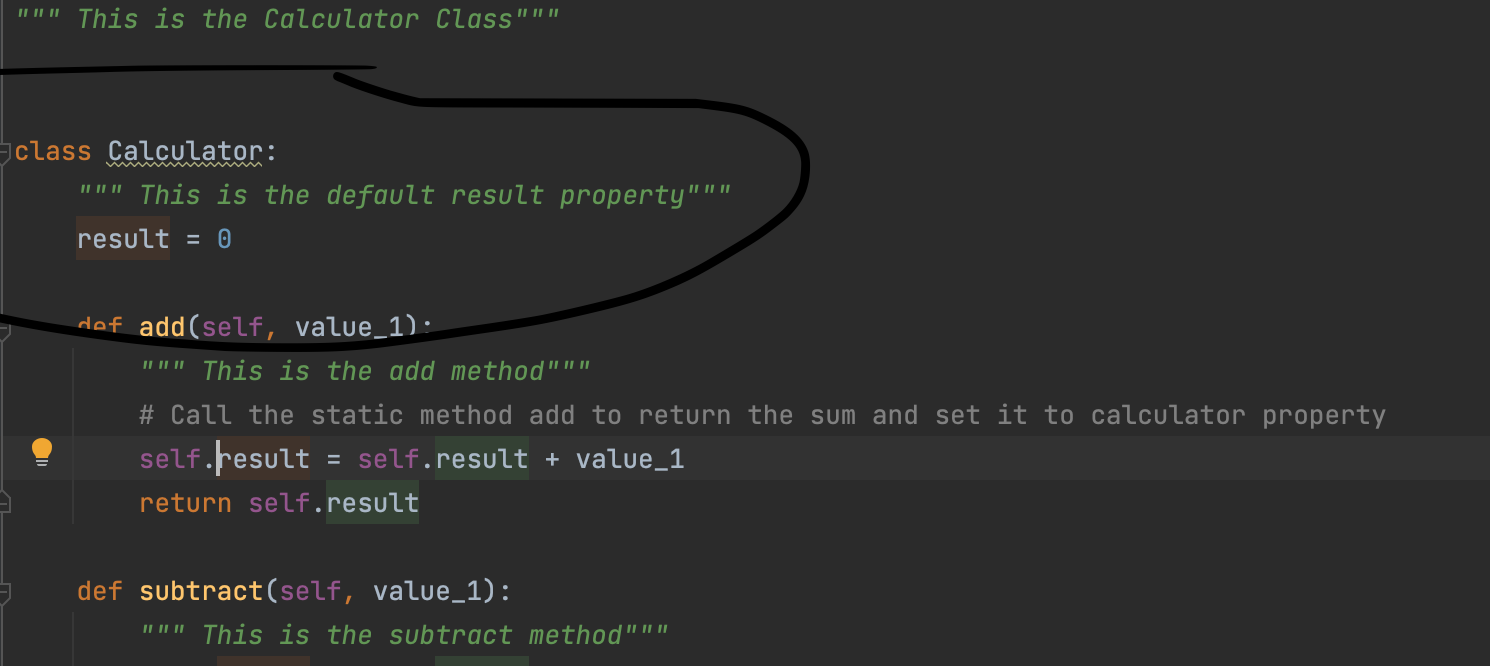 """ This is the Calculator Class"""
class Calculator:
""" This is the default result property"""
result = 0
def add(self, value_1):
""" This is the add method"""
# Call the static method add to return the sum and set it to calculator property
self.result = self.result + value_1
return self.result
def subtract(self, value_1):
""" This is the subtract method"""